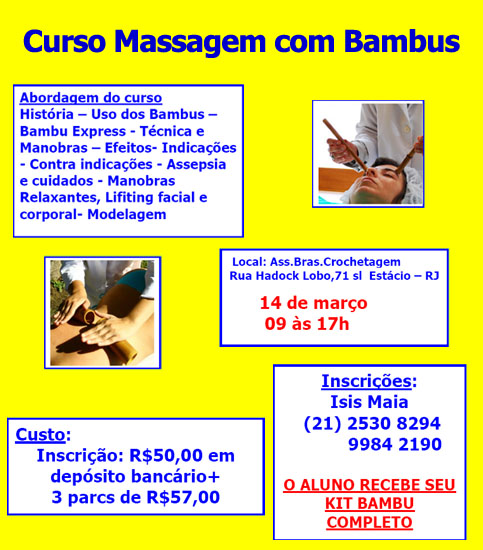 Curso Massagem com Bambus
Abordagem do curso
História – Uso dos Bambus –
Bambu Express - Técnica e
Manobras – Efeitos- Indicações
- Contra indicações - Assepsia
e cuidados - Manobras
Relaxantes, Lifiting facial e
corporal- Modelagem
Local: Ass.Bras.Crochetagem
Rua Hadock Lobo,71 sl  Estácio – RJ
14 de março
09 às 17h
Inscrições:
Isis Maia
(21) 2530 8294
9984 2190
O ALUNO RECEBE SEU
KIT BAMBU
COMPLETO
Custo:
Inscrição: R$50,00 em
depósito bancário+
3 parcs de R$57,00